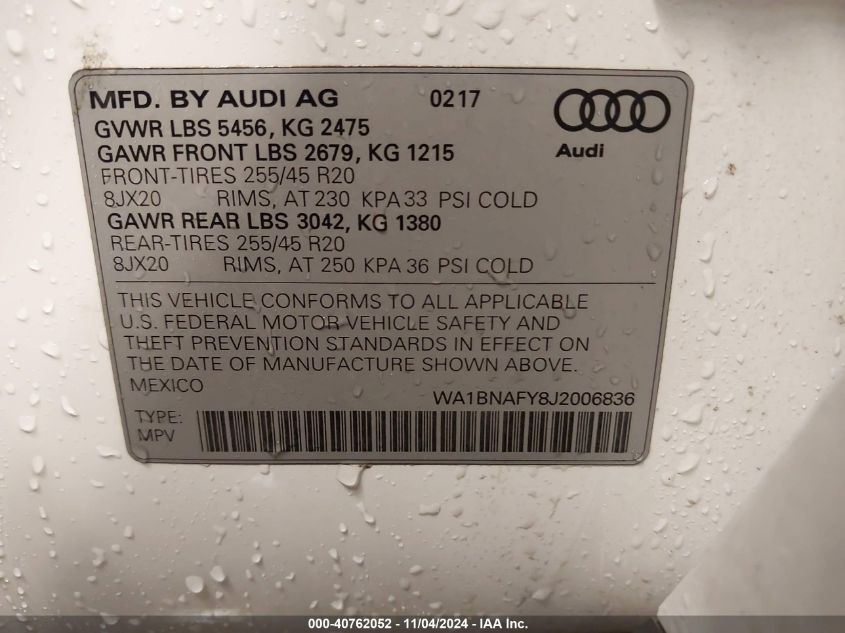 MFD. BY AUDI AG 0217
GVWR LBS 5456, KG 2475
GAWR FRONT LBS 2679, KG 1215
Audi
FRONT-TIRES 255/45 R20
8JX20 RIMS, AT 230 KPA 33 PSI COLD
GAWR REAR LBS 3042, KG 1380
REAR-TIRES 255/45 R20
8JX20 RIMS, AT 250 KPA 36 PSI COLD
THIS VEHICLE CONFORMS TO ALL APPLICABLE
U.S. FEDERAL MOTOR VEHICLE SAFETY AND
THEFT PREVENTION STANDARDS IN EFFECT ON
THE DATE OF MANUFACTURE SHOWN ABOVE.
MEXICO
WA1BNAFY8J2006836
TYPE:
MPV
000-40762052 - 11/04/2024 - IAA Inc.